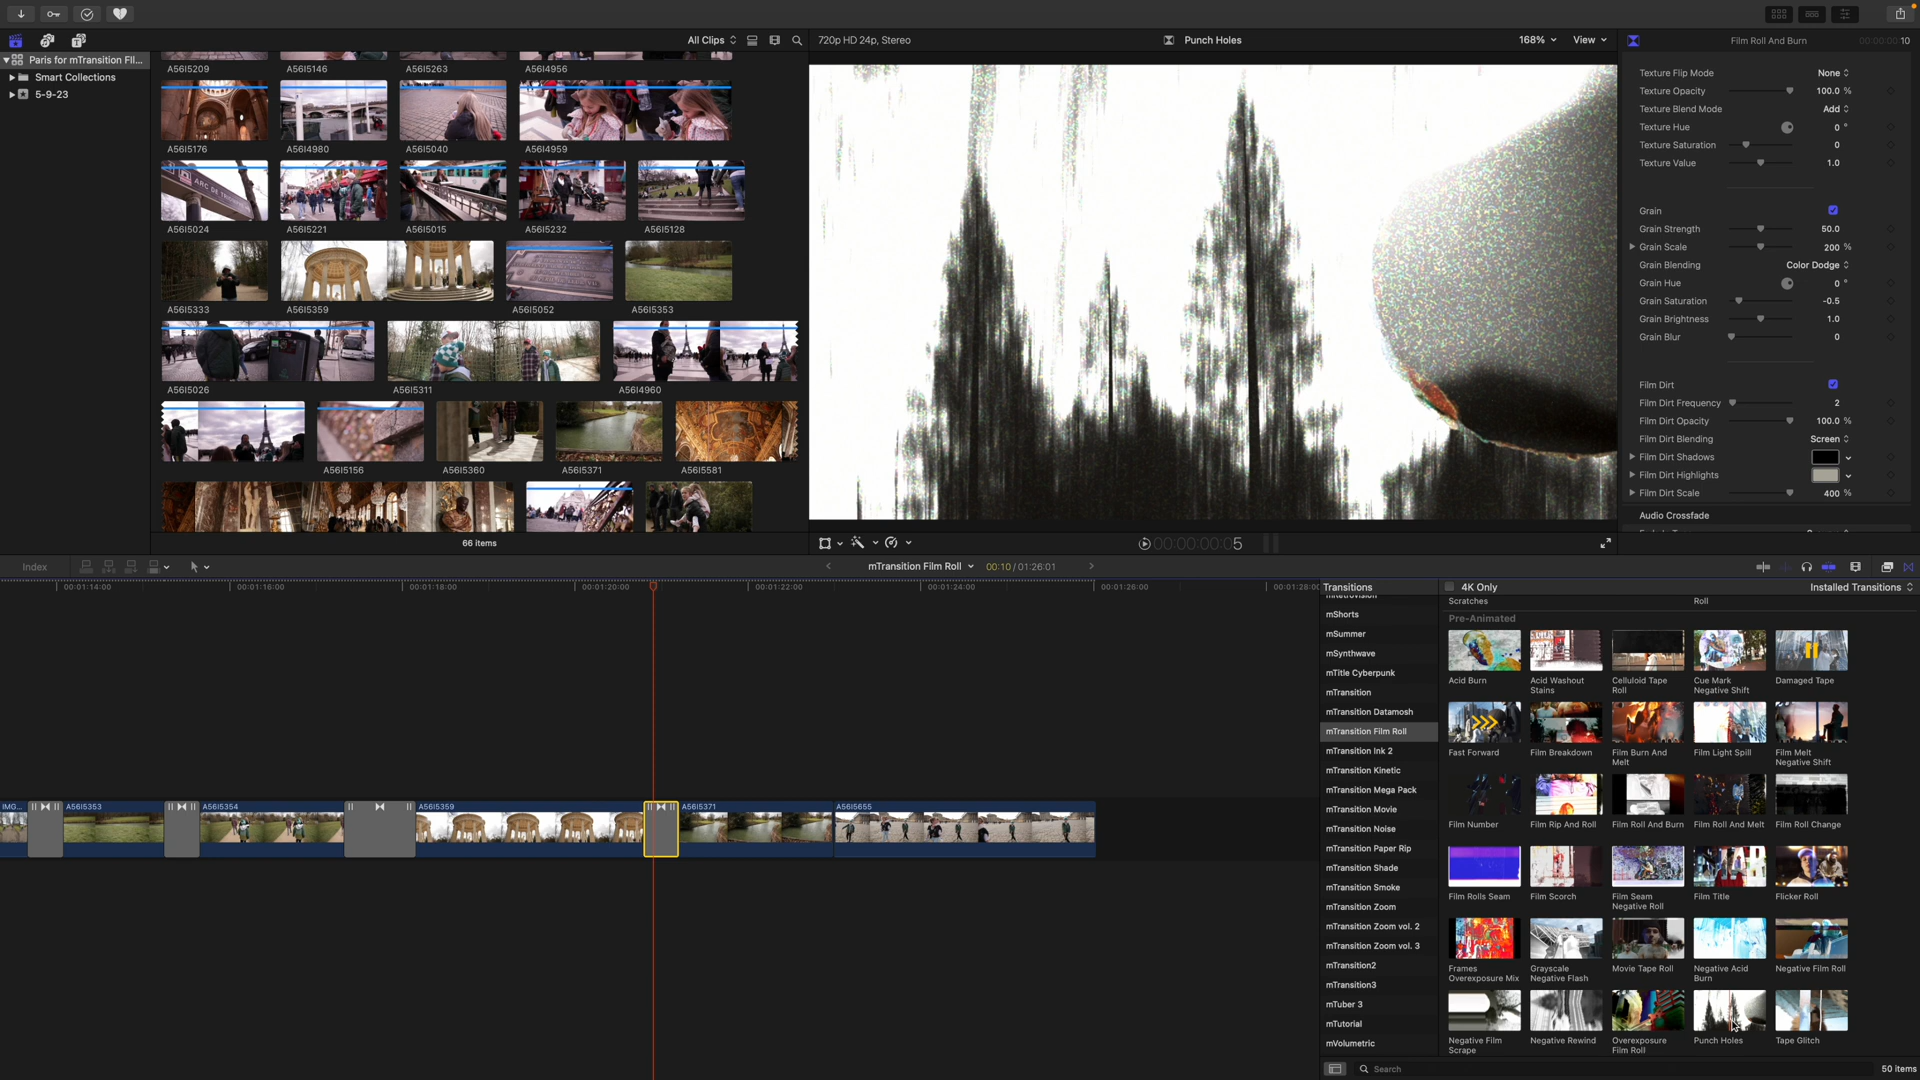 All Clips
720p HD 24p, Stereo
Punch Holes
168%
View
Film Roll And Burn
00:00:00:10
Paris for mTransition FIl...
Smart Collections
5-9-23
A56I5209
A56I5146
A56I5263
A56I4956
A56I5176
A56I4980
A56I5040
A56I4959
A56I5024
A56I5221
A56I5015
A56I5232
A56I5128
A56I5333
A56I5359
A56I5052
A56I5353
A56I5026
A56I5311
A56I4960
A56I5156
A56I5360
A56I5371
A56I5581
66 items
Texture Flip Mode None
Texture Opacity 100.0 %
Texture Blend Mode Add
Texture Hue 0 °
Texture Saturation 0
Texture Value 1.0
Grain
Grain Strength 50.0
Grain Scale 200 %
Grain Blending Color Dodge
Grain Hue 0 °
Grain Saturation -0.5
Grain Brightness 1.0
Grain Blur 0
Film Dirt
Film Dirt Frequency 2
Film Dirt Opacity 100.0 %
Film Dirt Blending Screen
Film Dirt Shadows
Film Dirt Highlights
Film Dirt Scale 400 %
Audio Crossfade
00:00:00:05
Index
mTransition Film Roll
00:10 / 01:26:01
00:01:14:00
00:01:16:00
00:01:18:00
00:01:20:00
00:01:22:00
00:01:24:00
00:01:26:00
00:01:28:00
IMG...
A56I5353
A56I5354
A56I5359
A56I5371
A56I5655
Transitions
4K Only
Installed Transitions
mRetrovision
mShorts
mSummer
mSynthwave
mTitle Cyberpunk
mTransition
mTransition Datamosh
mTransition Film Roll
mTransition Ink 2
mTransition Kinetic
mTransition Mega Pack
mTransition Movie
mTransition Noise
mTransition Paper Rip
mTransition Shade
mTransition Smoke
mTransition Zoom
mTransition Zoom vol. 2
mTransition Zoom vol. 3
mTransition2
mTransition3
mTuber 3
mTutorial
mVolumetric
Scratches
Roll
Pre-Animated
Acid Burn
Acid Washout Stains
Celluloid Tape Roll
Cue Mark Negative Shift
Damaged Tape
Fast Forward
Film Breakdown
Film Burn And Melt
Film Light Spill
Film Melt Negative Shift
Film Number
Film Rip And Roll
Film Roll And Burn
Film Roll And Melt
Film Roll Change
Film Rolls Seam
Film Scorch
Film Seam Negative Roll
Film Title
Flicker Roll
Frames Overexposure Mix
Grayscale Negative Flash
Movie Tape Roll
Negative Acid Burn
Negative Film Roll
Negative Film Scrape
Negative Rewind
Overexposure Film Roll
Punch Holes
Tape Glitch
Search
50 items